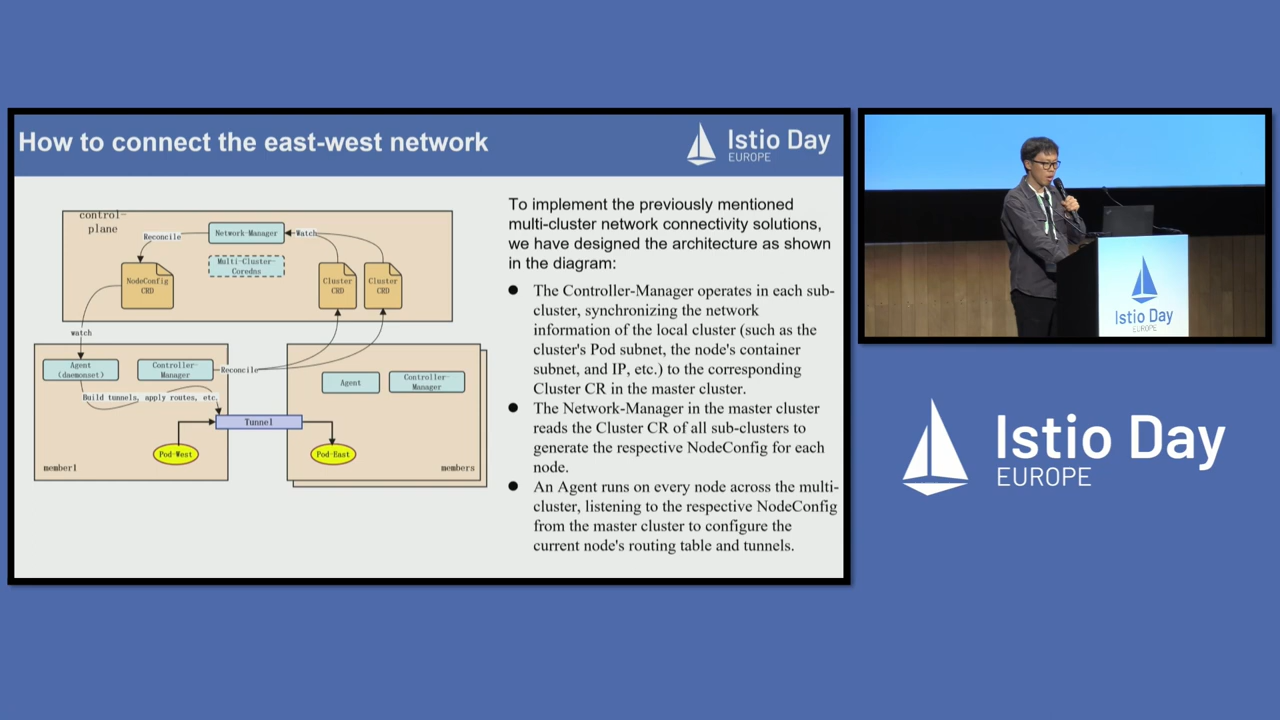 How to connect the east-west network
Istio Day
EUROPE
control-
plane
Reconcile
Network-Manager
Watch
Multi-Cluster-
Coredns
NodeConfig
CRD
Cluster
CRD
Cluster
CRD
watch
Agent
(daemonset)
Controller-
Manager
Reconcile
Agent
Controller-
Manager
Build tunnels, apply routes, etc.
Tunnel
Pod-West
Pod-East
member1
members
To implement the previously mentioned
multi-cluster network connectivity solutions,
we have designed the architecture as shown
in the diagram:
● The Controller-Manager operates in each sub-
cluster, synchronizing the network
information of the local cluster (such as the
cluster's Pod subnet, the node's container
subnet, and IP, etc.) to the corresponding
Cluster CR in the master cluster.
● The Network-Manager in the master cluster
reads the Cluster CR of all sub-clusters to
generate the respective NodeConfig for each
node.
● An Agent runs on every node across the multi-
cluster, listening to the respective NodeConfig
from the master cluster to configure the
current node's routing table and tunnels.
Istio Day
EUROPE
Istio Day
EUROPE